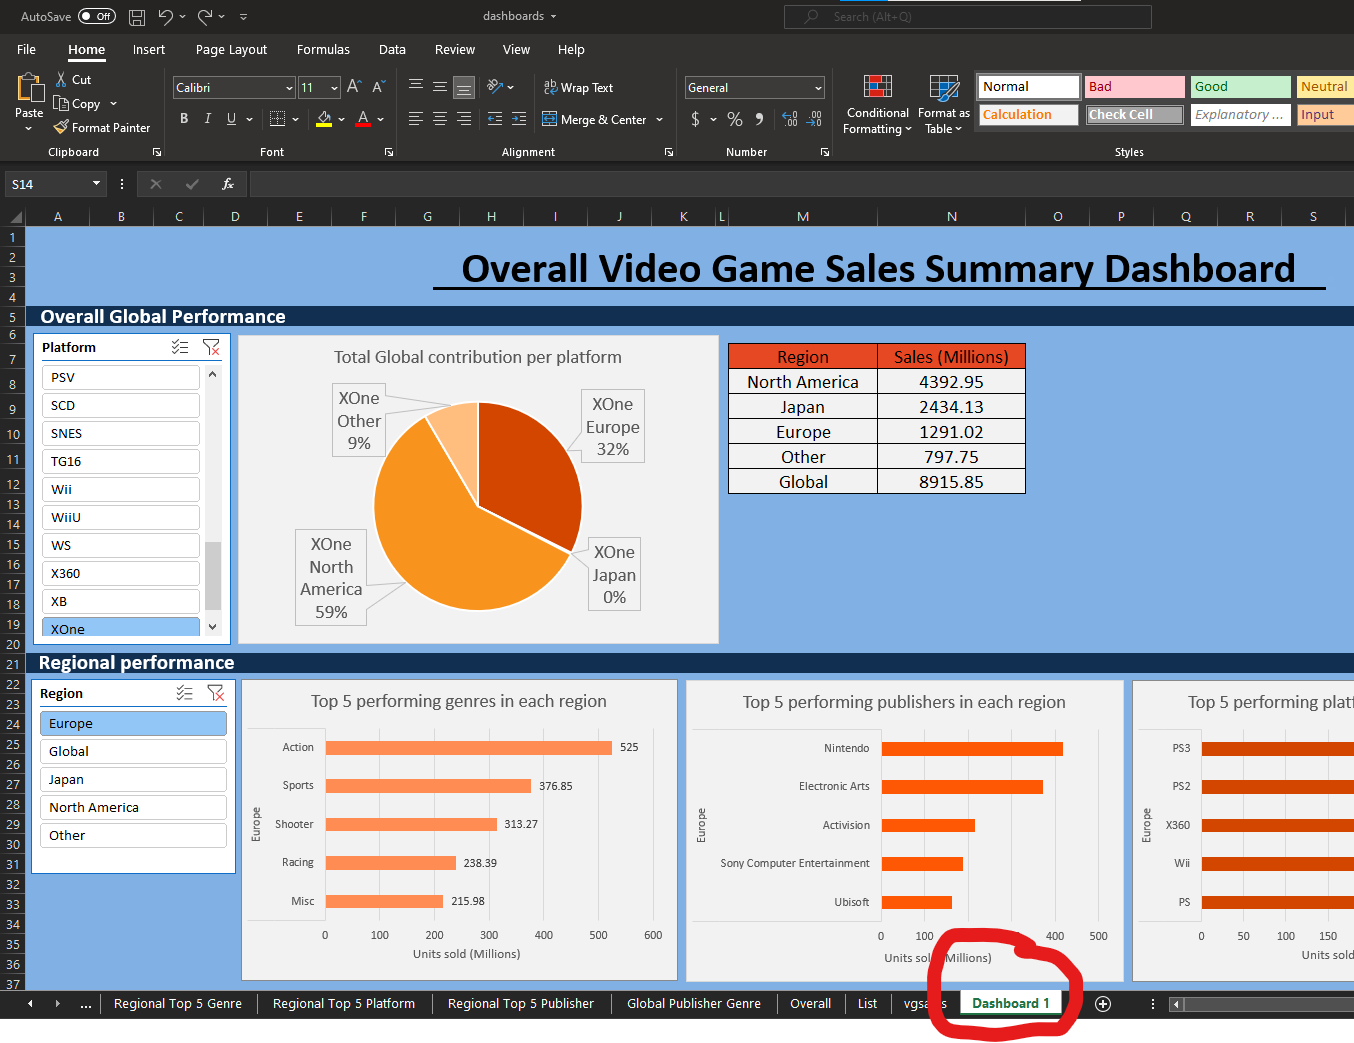 AutoSave Off dashboards Search (Alt+Q)
File Home Insert Page Layout Formulas Data Review View Help
Cut
Copy
Paste
Format Painter
Clipboard
Calibri 11
B I U A
Font
Wrap Text
Merge & Center
Alignment
General
$ % 9
Number
Conditional Formatting
Format as Table
Normal Bad Good Neutral
Calculation Check Cell Explanatory ... Input
Styles
S14 fx
A B C D E F G H I J K L M N O P Q R S
1
2
3
4
5
6
7
8
9
10
11
12
13
14
15
16
17
18
19
20
21
22
23
24
25
26
27
28
29
30
31
32
33
34
35
36
37
Overall Video Game Sales Summary Dashboard
Overall Global Performance
Platform
PSV
SCD
SNES
TG16
Wii
WiiU
WS
X360
XB
XOne
Total Global contribution per platform
XOne
Other
9%
XOne
Europe
32%
XOne
North
America
59%
XOne
Japan
0%
Region Sales (Millions)
North America 4392.95
Japan 2434.13
Europe 1291.02
Other 797.75
Global 8915.85
Regional performance
Region
Europe
Global
Japan
North America
Other
Top 5 performing genres in each region
Europe
Action 525
Sports 376.85
Shooter 313.27
Racing 238.39
Misc 215.98
0 100 200 300 400 500 600
Units sold (Millions)
Top 5 performing publishers in each region
Europe
Nintendo
Electronic Arts
Activision
Sony Computer Entertainment
Ubisoft
0 100 400 500
Units sol Millions)
Top 5 performing plat
Europe
PS3
PS2
X360
Wii
PS
0 50 100 150
Units sold
... Regional Top 5 Genre Regional Top 5 Platform Regional Top 5 Publisher Global Publisher Genre Overall List vgsa s Dashboard 1